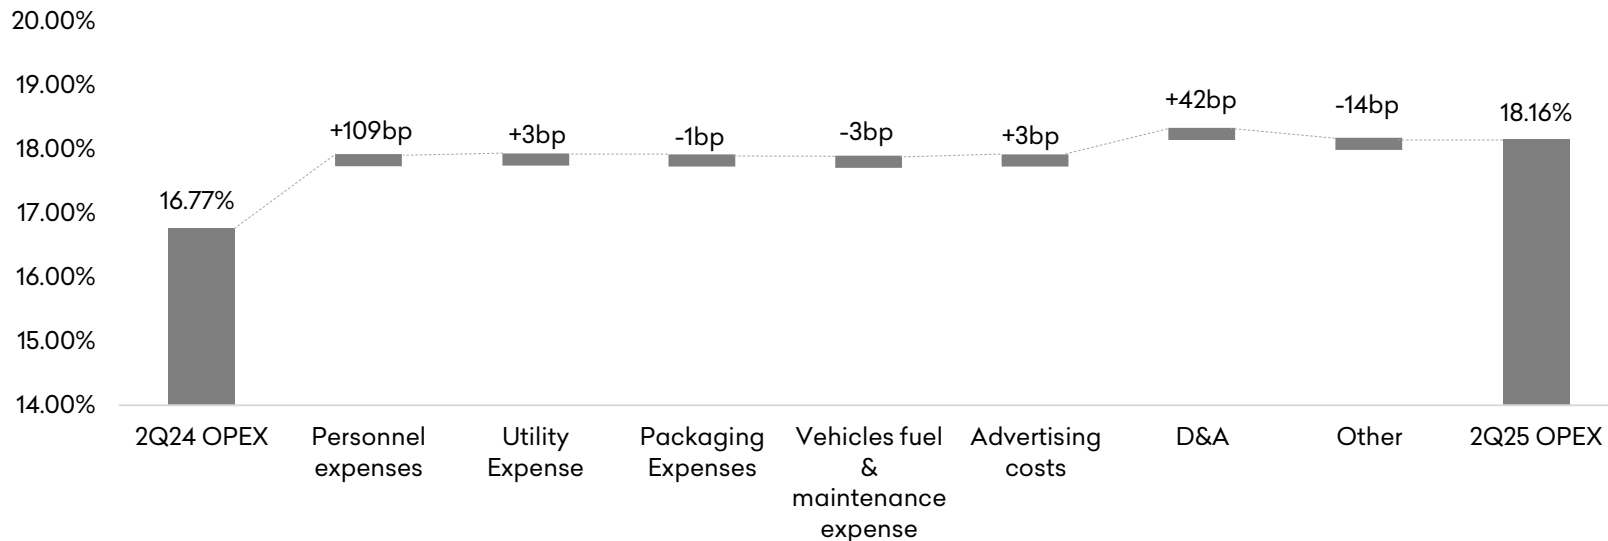 20.00%
19.00%
18.00%
17.00%
16.00%
15.00%
14.00%
16.77%
+109bp
+3bp
-1bp
-3bp
+3bp
+42bp
-14bp
18.16%
2Q24 OPEX
Personnel
expenses
Utility
Expense
Packaging
Expenses
Vehicles fuel
&
maintenance
expense
Advertising
costs
D&A
Other
2Q25 OPEX